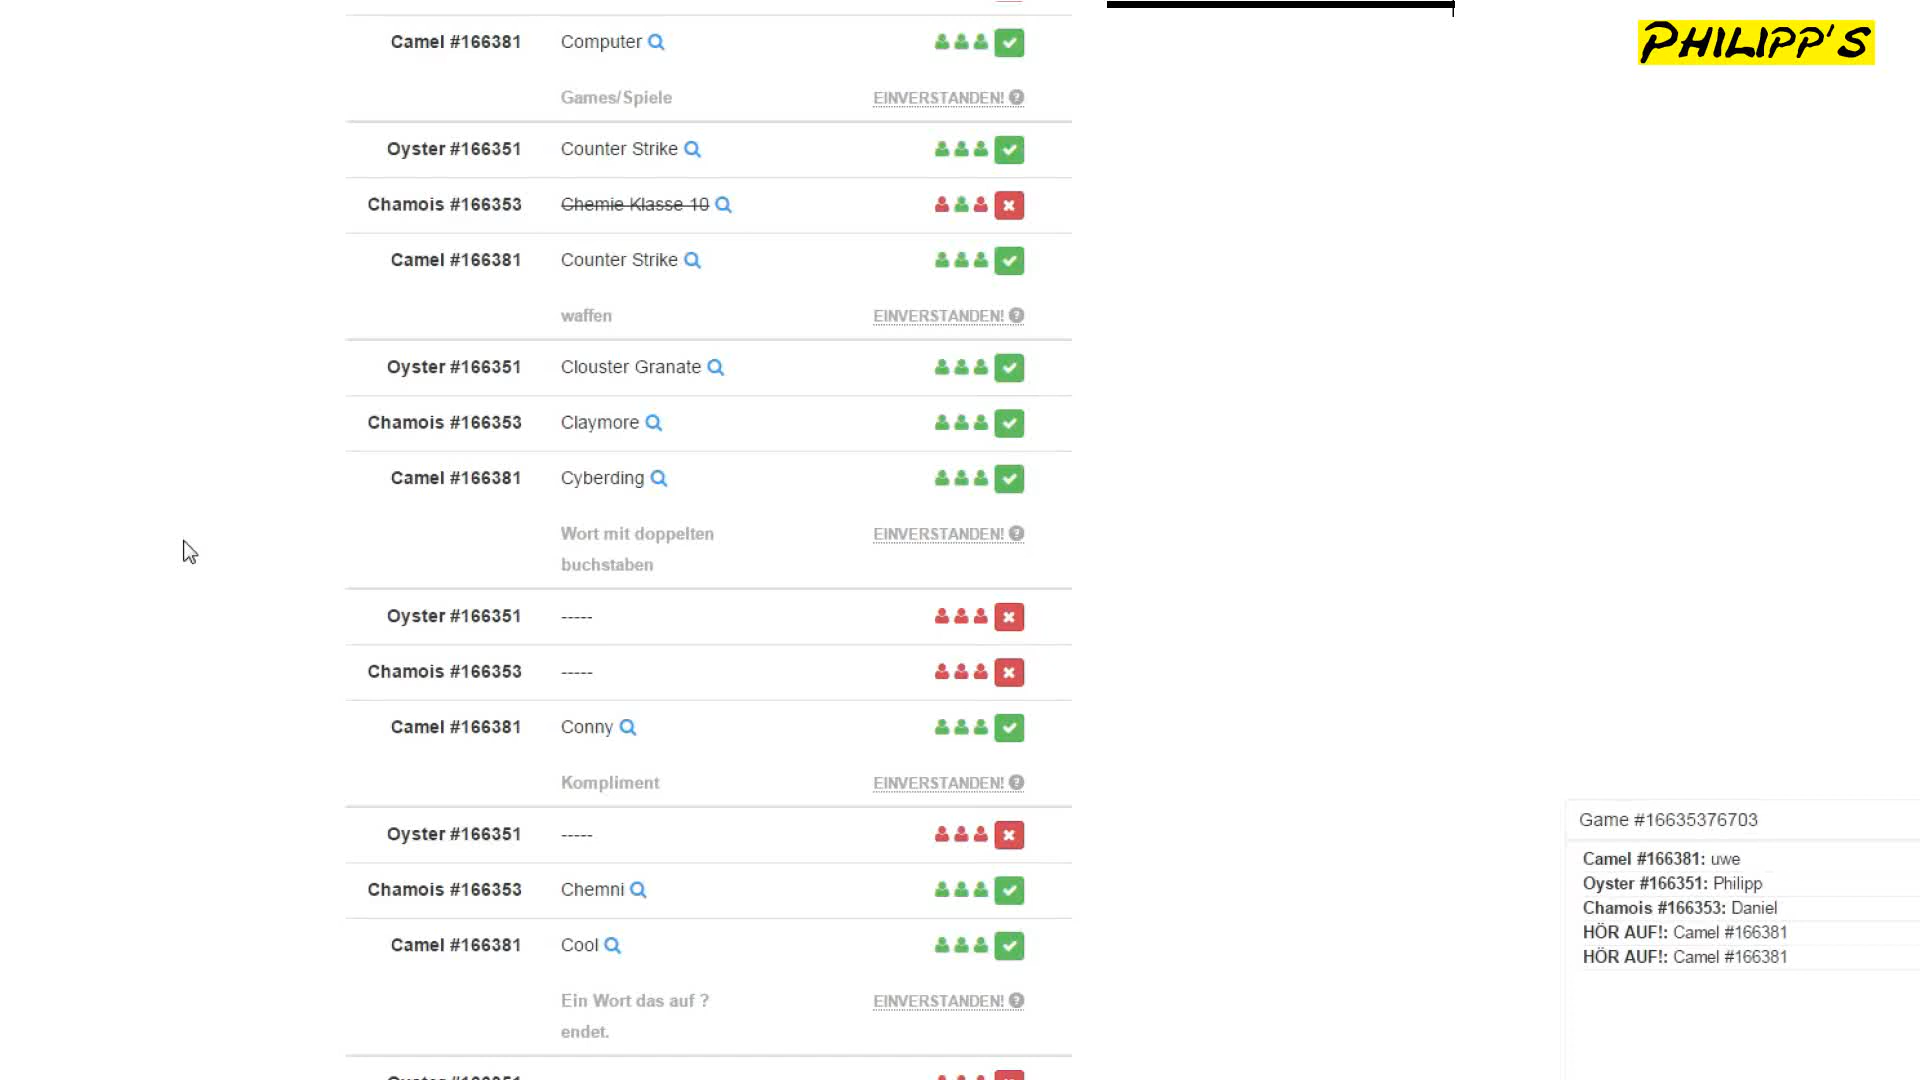 PHILIPP'S
Camel #166381 Computer
Games/Spiele EINVERSTANDEN!
Oyster #166351 Counter Strike
Chamois #166353 Chemie Klasse 10
Camel #166381 Counter Strike
waffen EINVERSTANDEN!
Oyster #166351 Clouster Granate
Chamois #166353 Claymore
Camel #166381 Cyberding
Wort mit doppelten EINVERSTANDEN!
buchstaben
Oyster #166351 -----
Chamois #166353 -----
Camel #166381 Conny
Kompliment EINVERSTANDEN!
Oyster #166351 -----
Chamois #166353 Chemni
Camel #166381 Cool
Ein Wort das auf ? EINVERSTANDEN!
endet.
Game #16635376703
Camel #166381: uwe
Oyster #166351: Philipp
Chamois #166353: Daniel
HÖR AUF!: Camel #166381
HÖR AUF!: Camel #166381